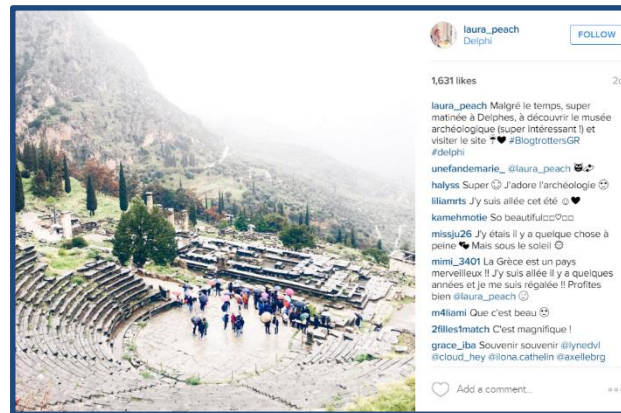 laura_peach
Delphi
FOLLOW
1,631 likes
laura_peach Malgré le temps, super
matinée à Delphes, à découvrir le musée
archéologique (super intéressant !) et
visiter le site ☂♥ #BlogtrottersGR
#delphi
unefandemarie_ @laura_peach
halyss Super ☺ J'adore l'archéologie
liliamrts J'y suis allée cet été ☺♥
kamehmotie So beautiful□□♡□□
missju26 J'y étais il y a quelque chose à
peine Mais sous le soleil
mimi_3401 La Grèce est un pays
merveilleux !! J'y suis allée il y a quelques
années et je me suis régalée !! Profites
bien @laura_peach ☺
m4liami Que c'est beau
2filles1match C'est magnifique !
grace_iba Souvenir souvenir @lynedvl
@cloud_hey @ilona.cathelin @axellebrg
Add a comment...